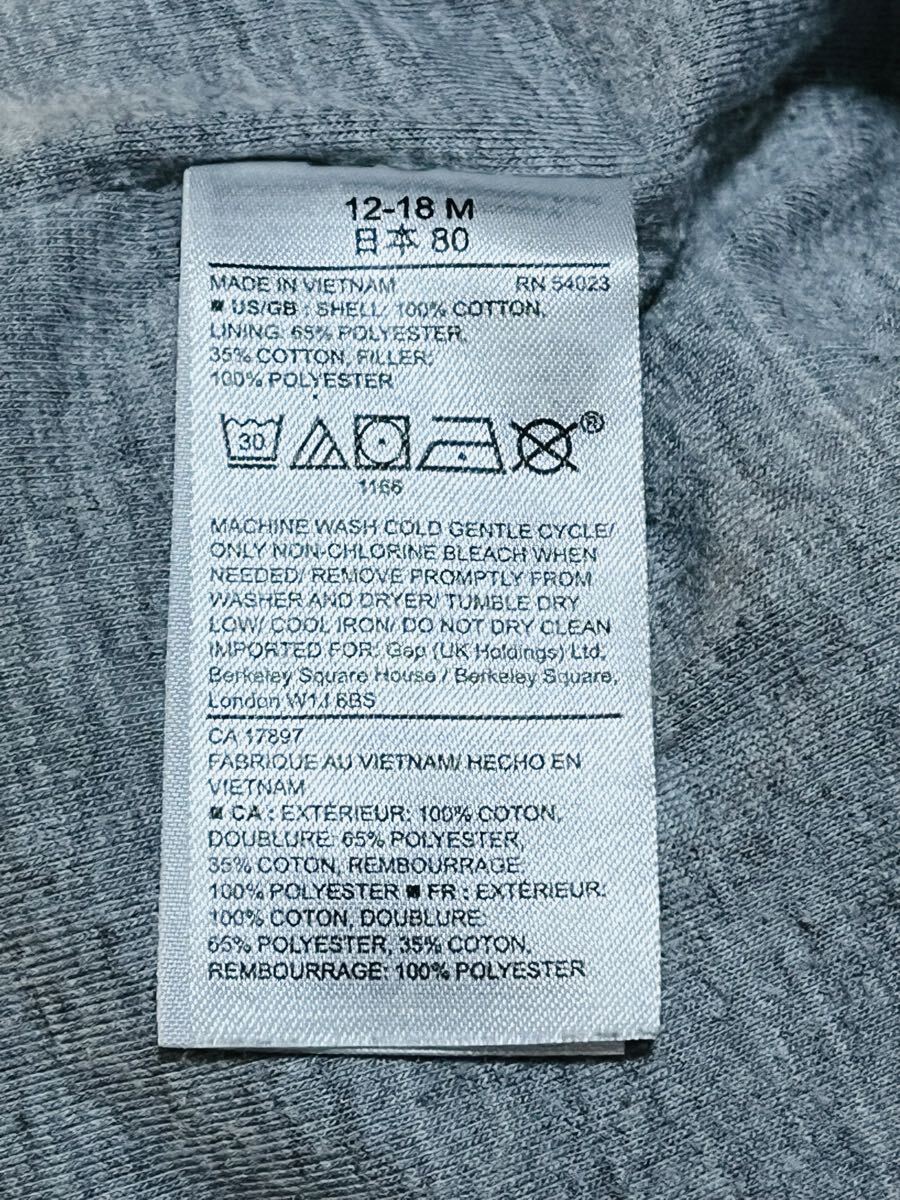 12-18 M
日本 80
MADE IN VIETNAM RN 54023
US/GB : SHELL: 100% COTTON,
LINING: 65% POLYESTER,
35% COTTON, FILLER:
100% POLYESTER
30 ®
1166
MACHINE WASH COLD GENTLE CYCLE/
ONLY NON-CHLORINE BLEACH WHEN
NEEDED/ REMOVE PROMPTLY FROM
WASHER AND DRYER/ TUMBLE DRY
LOW/ COOL IRON/ DO NOT DRY CLEAN
IMPORTED FOR: Gap (UK Holdings) Ltd.
Berkeley Square House / Berkeley Square,
London W1J 6BS
CA 17897
FABRIQUE AU VIETNAM/ HECHO EN
VIETNAM
CA : EXTÉRIEUR: 100% COTON,
DOUBLURE: 65% POLYESTER,
35% COTON, REMBOURRAGE:
100% POLYESTER ■ FR : EXTÉRIEUR:
100% COTON, DOUBLURE:
65% POLYESTER, 35% COTON,
REMBOURRAGE: 100% POLYESTER